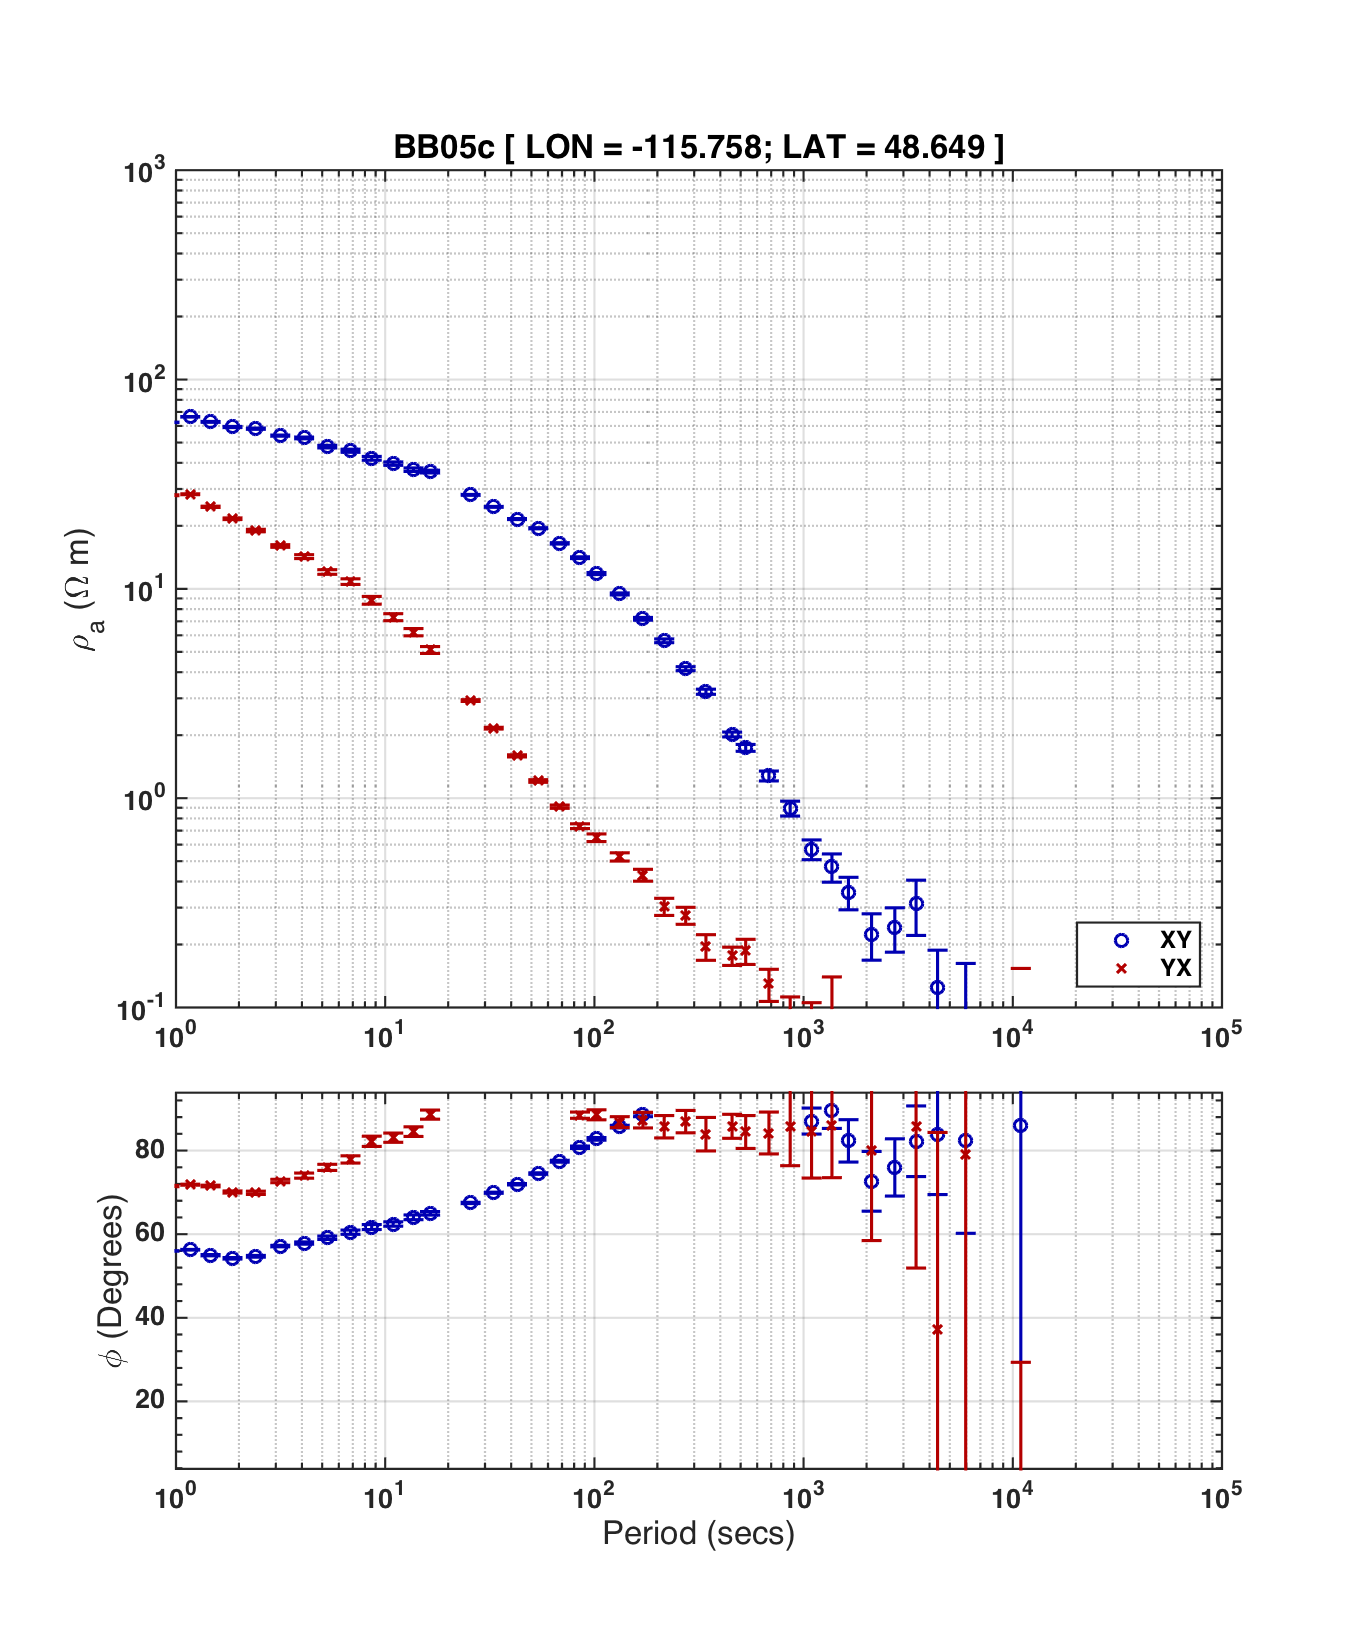 BB05c [ LON = -115.758; LAT = 48.649 ]
10³
10²
10¹
10⁰
10⁻¹
ρₐ (Ω m)
XY
YX
10⁰ 10¹ 10² 10³ 10⁴ 10⁵
80
60
40
20
ϕ (Degrees)
10⁰ 10¹ 10² 10³ 10⁴ 10⁵
Period (secs)